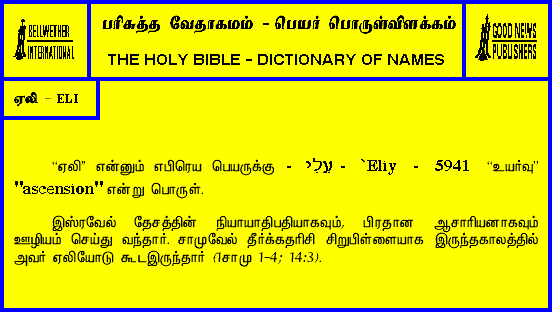 BELLWETHER
INTERNATIONAL
பரிசுத்த வேதாகமம் - பெயர் பொருள்விளக்கம்
THE HOLY BIBLE - DICTIONARY OF NAMES
GOOD NEWS
PUBLISHERS
ஏலி - ELI
“ஏலி” என்னும் எபிரெய பெயருக்கு - עֵלִי - `Eliy - 5941 “உயர்வு”
"ascension" என்று பொருள்.
இஸ்ரவேல் தேசத்தின் நியாயாதிபதியாகவும், பிரதான ஆசாரியனாகவும்
ஊழியம் செய்து வந்தார். சாமுவேல் தீர்க்கதரிசி சிறுபிள்ளையாக இருந்தகாலத்தில்
அவர் ஏலியோடு கூடஇருந்தார் (1சாமு 1-4; 14:3).